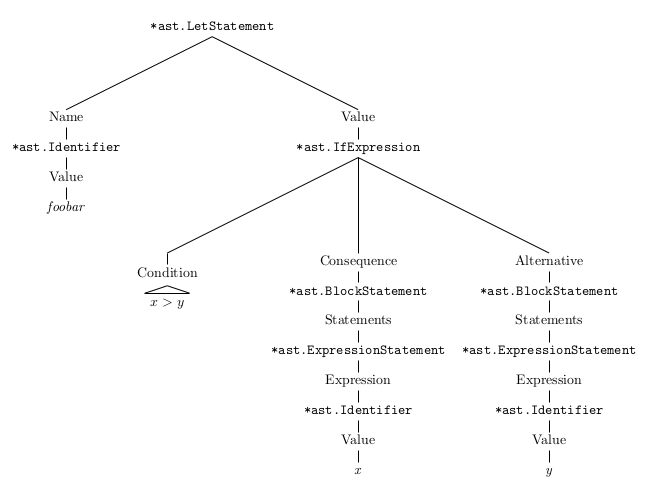 *ast.LetStatement
Name
Value
*ast.Identifier
*ast.IfExpression
Value
foobar
Condition
x > y
Consequence
Alternative
*ast.BlockStatement
*ast.BlockStatement
Statements
Statements
*ast.ExpressionStatement
*ast.ExpressionStatement
Expression
Expression
*ast.Identifier
*ast.Identifier
Value
Value
x
y